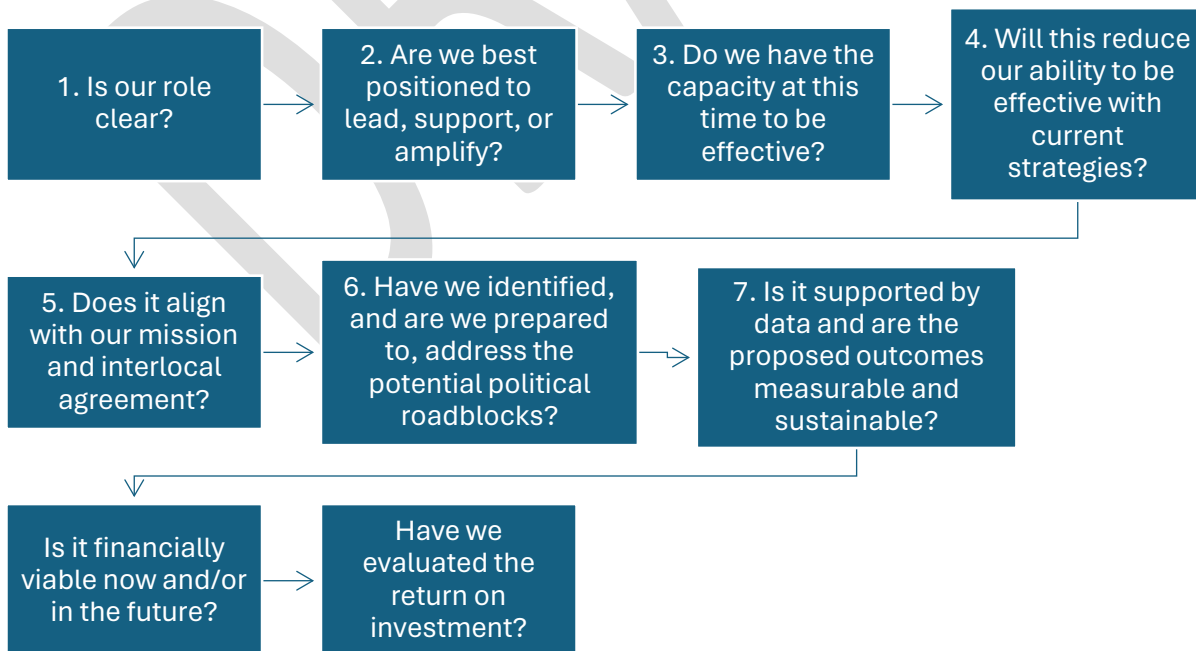 1. Is our role
clear?
2. Are we best
positioned to
lead, support, or
amplify?
3. Do we have the
capacity at this
time to be
effective?
4. Will this reduce
our ability to be
effective with
current
strategies?
5. Does it align
with our mission
and interlocal
agreement?
6. Have we identified,
and are we prepared
to, address the
potential political
roadblocks?
7. Is it supported by
data and are the
proposed outcomes
measurable and
sustainable?
Is it financially
viable now and/or
in the future?
Have we
evaluated the
return on
investment?